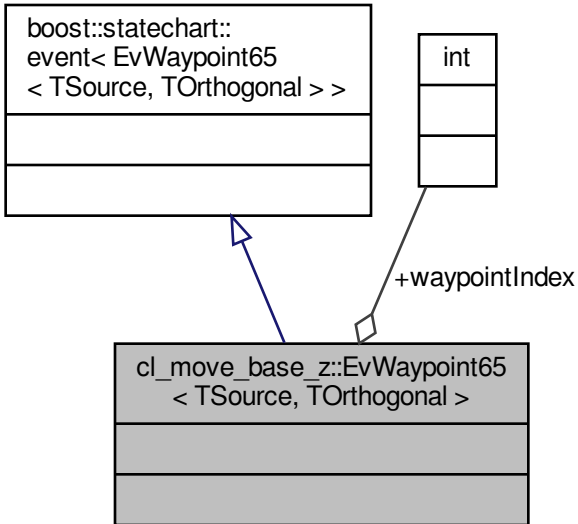 boost::statechart::
event< EvWaypoint65
< TSource, TOrthogonal > >
int
+waypointIndex
cl_move_base_z::EvWaypoint65
< TSource, TOrthogonal >